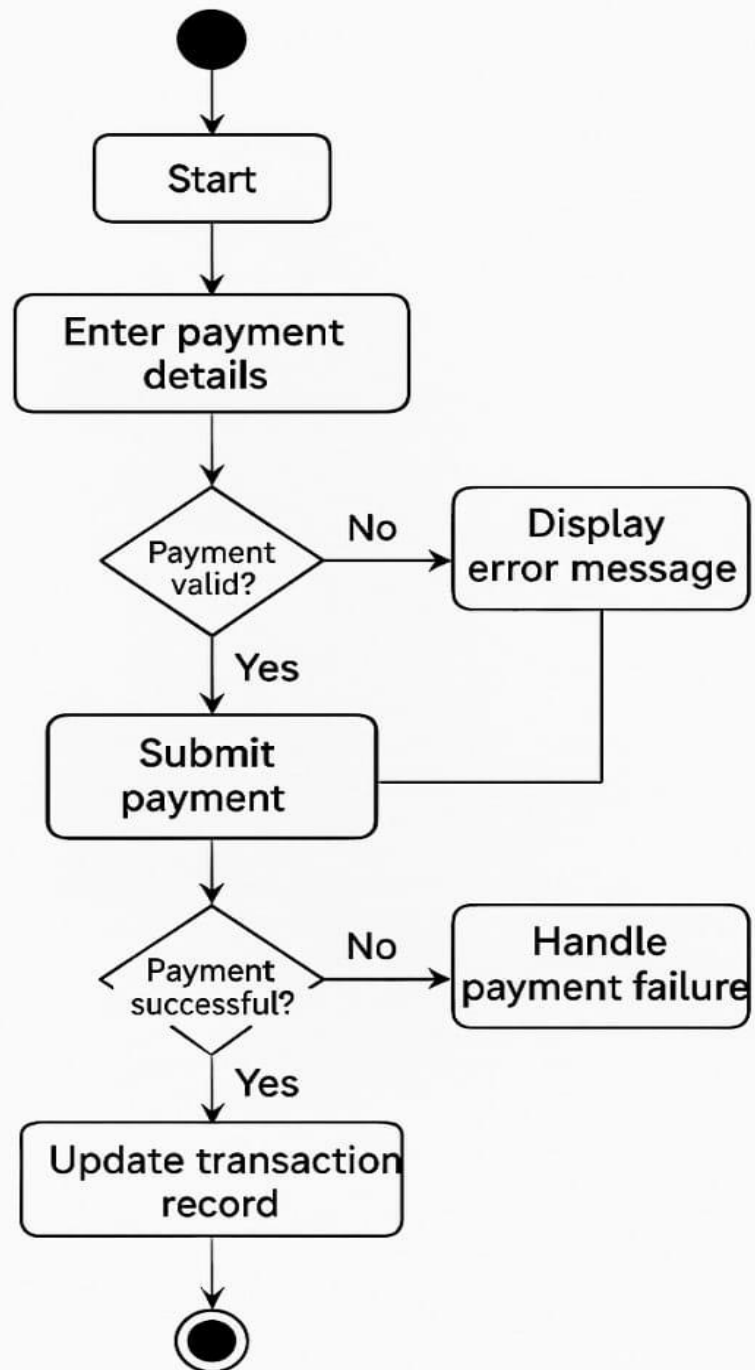 Start
Enter payment
details
Payment
valid?
No
Display
error message
Yes
Submit
payment
Payment
successful?
No
Handle
payment failure
Yes
Update transaction
record